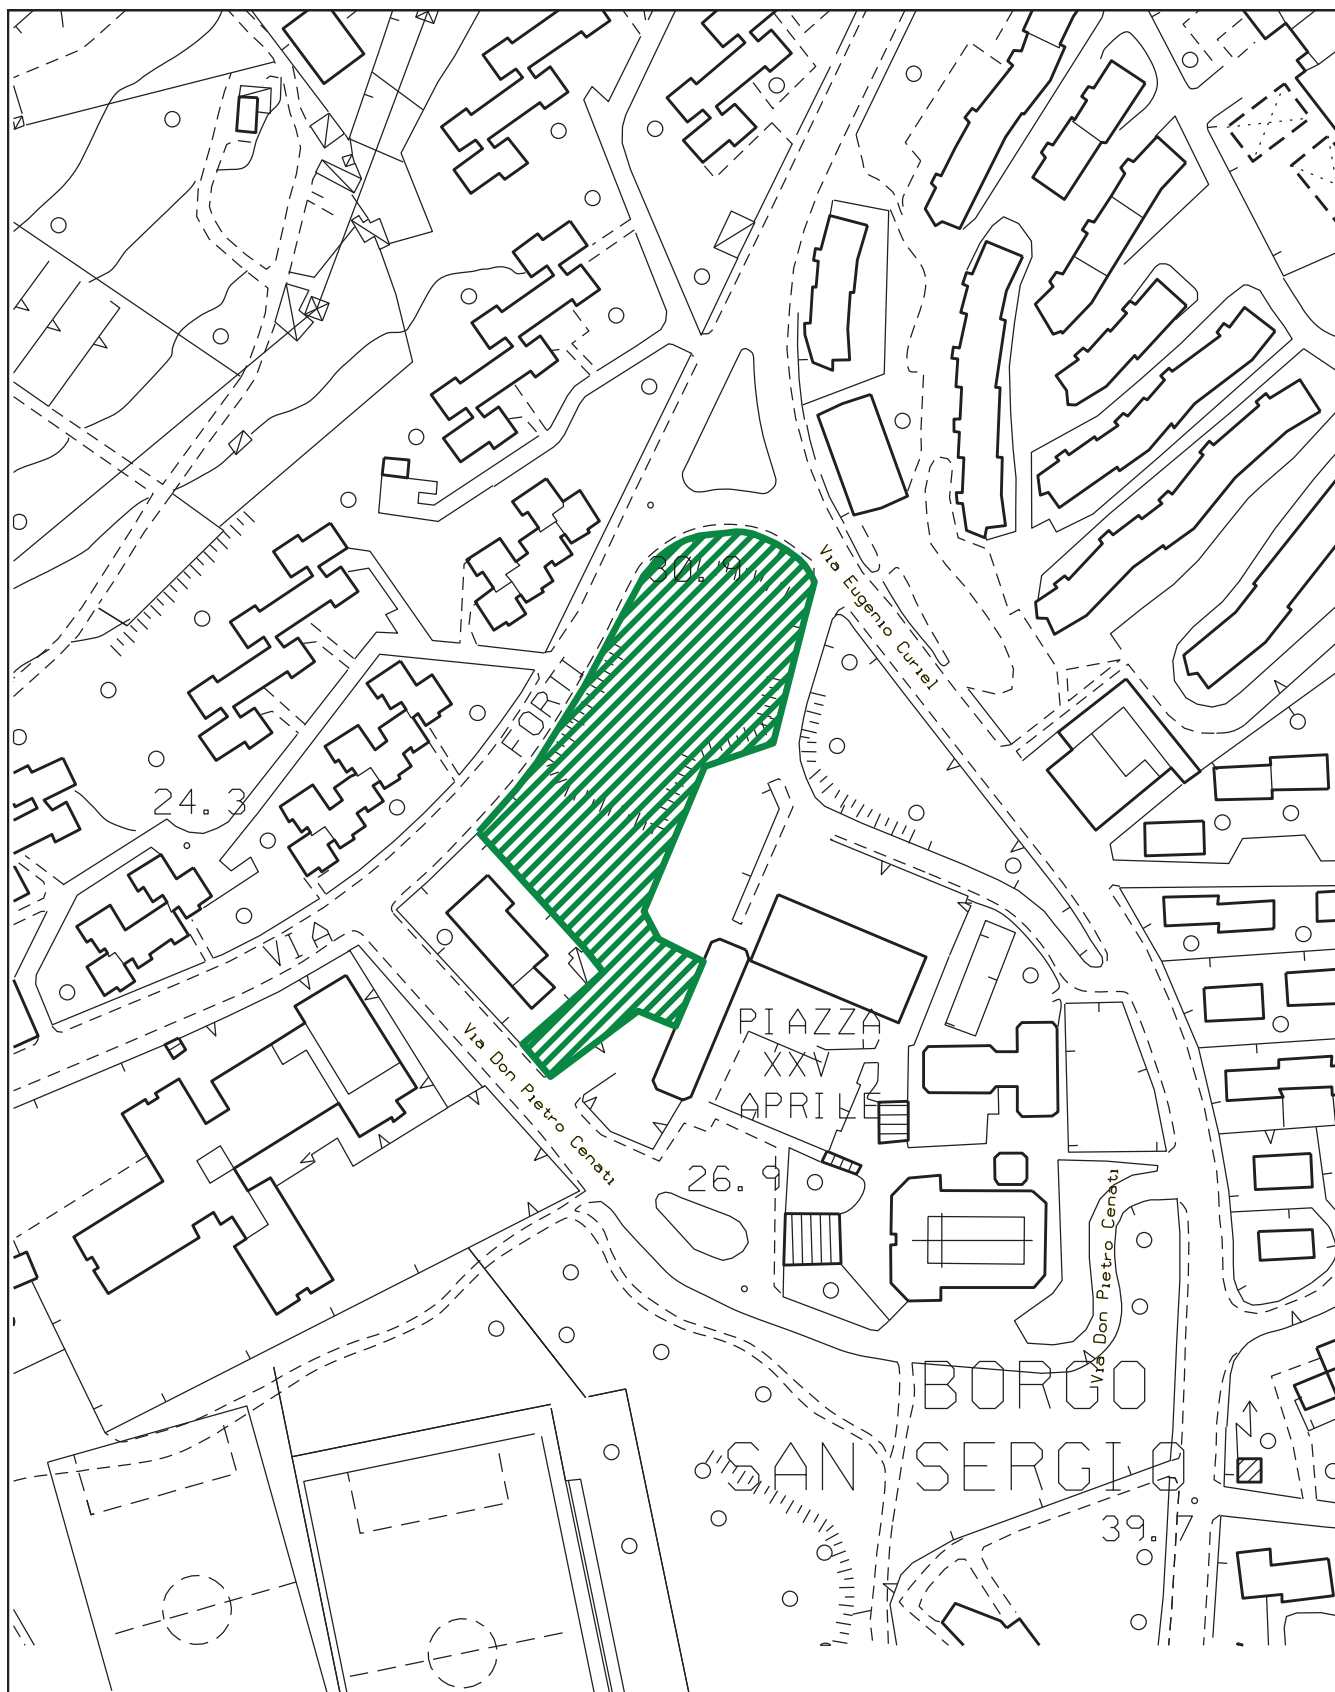 30.9
Via Eugenio Curiel
FORTI
24.3
VIA
Via Don Pietro Cenati
PIAZZA
XXV
APRILE
26.9
Via Don Pietro Cenati
BORGO
SAN SERGIO
39.7